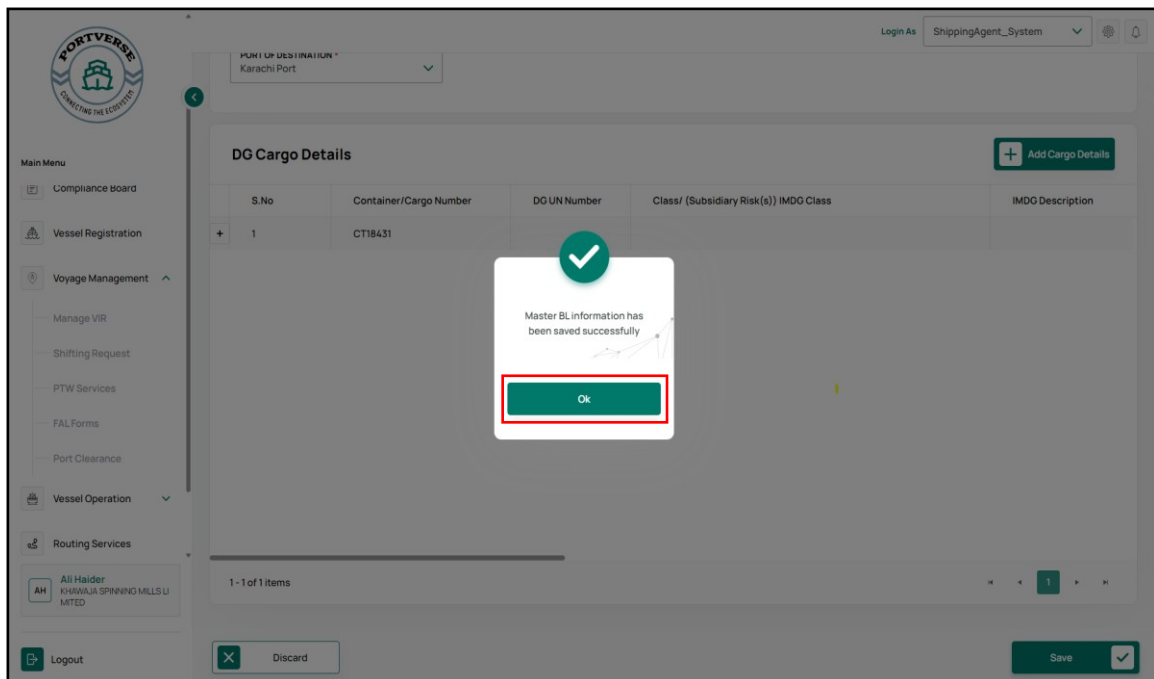 PORTVERSE
CONNECTING THE ECOSYSTEM
Login As
ShippingAgent_System
PORT OF DESTINATION *
Karachi Port
Main Menu
Compliance Board
Vessel Registration
Voyage Management
Manage VIR
Shifting Request
PTW Services
FAL Forms
Port Clearance
Vessel Operation
Routing Services
AH
Ali Haider
KHAWAJA SPINNING MILLS LI
MITED
Logout
DG Cargo Details
+ Add Cargo Details
S.No Container/Cargo Number DG UN Number Class/ (Subsidiary Risk(s)) IMDG Class IMDG Description
+ 1 CT18431
Master BL information has
been saved successfully
Ok
1 - 1 of 1 items
1
Discard
Save